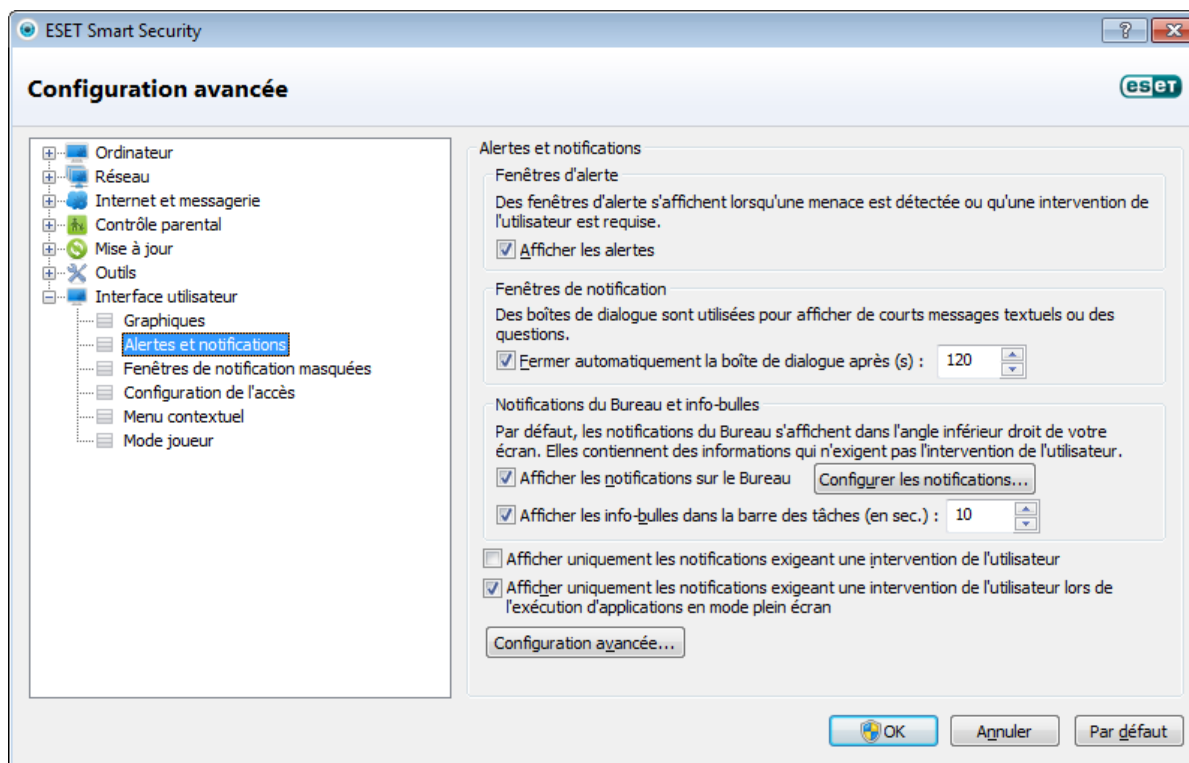 ESET Smart Security
Configuration avancée
eseT
Ordinateur
Réseau
Internet et messagerie
Contrôle parental
Mise à jour
Outils
Interface utilisateur
Graphiques
Alertes et notifications
Fenêtres de notification masquées
Configuration de l'accès
Menu contextuel
Mode joueur
Alertes et notifications
Fenêtres d'alerte
Des fenêtres d'alerte s'affichent lorsqu'une menace est détectée ou qu'une intervention de
l'utilisateur est requise.
Afficher les alertes
Fenêtres de notification
Des boîtes de dialogue sont utilisées pour afficher de courts messages textuels ou des
questions.
Fermer automatiquement la boîte de dialogue après (s) : 120
Notifications du Bureau et info-bulles
Par défaut, les notifications du Bureau s'affichent dans l'angle inférieur droit de votre
écran. Elles contiennent des informations qui n'exigent pas l'intervention de l'utilisateur.
Afficher les notifications sur le Bureau Configurer les notifications...
Afficher les info-bulles dans la barre des tâches (en sec.) : 10
Afficher uniquement les notifications exigeant une intervention de l'utilisateur
Afficher uniquement les notifications exigeant une intervention de l'utilisateur lors de
l'exécution d'applications en mode plein écran
Configuration avancée...
OK Annuler Par défaut